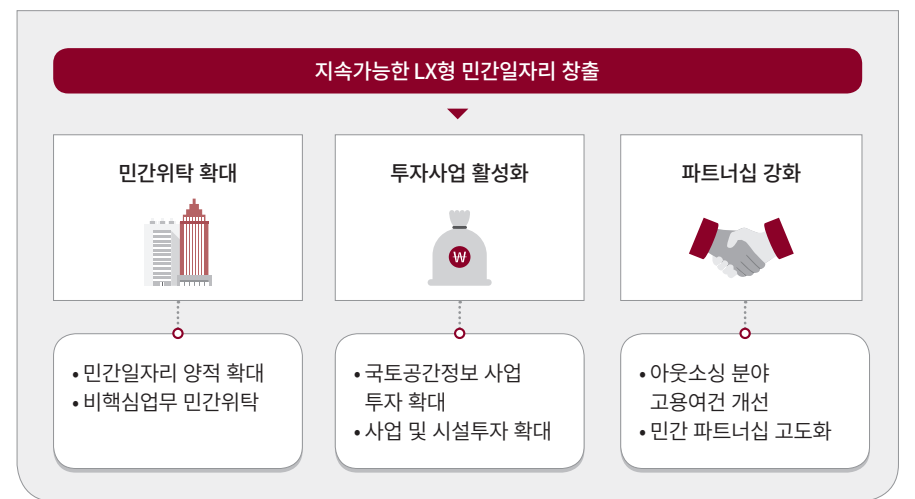 지속가능한 LX형 민간일자리 창출
민간위탁 확대
투자사업 활성화
파트너십 강화
₩
• 민간일자리 양적 확대
• 비핵심업무 민간위탁
• 국토공간정보 사업
투자 확대
• 사업 및 시설투자 확대
• 아웃소싱 분야
고용여건 개선
• 민간 파트너십 고도화